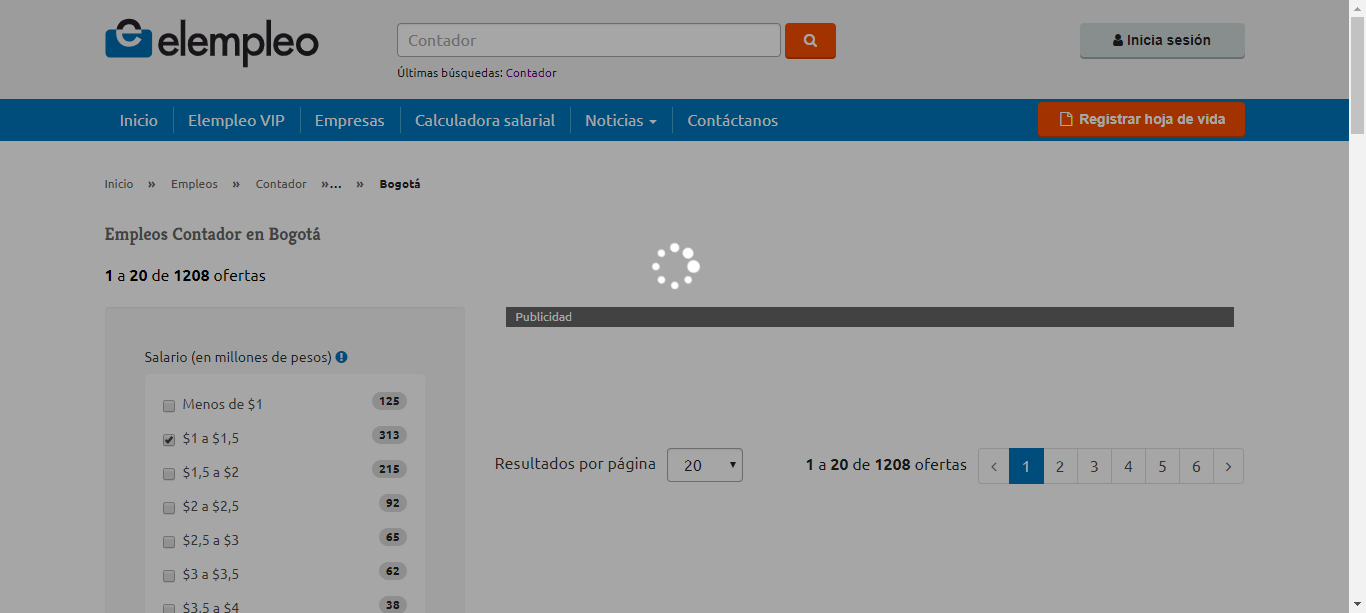 elempleo
Contador
Inicia sesión
Últimas búsquedas: Contador
Inicio Elempleo VIP Empresas Calculadora salarial Noticias Contáctanos
Registrar hoja de vida
Inicio » Empleos » Contador »... » Bogotá
Empleos Contador en Bogotá
1 a 20 de 1208 ofertas
Publicidad
Salario (en millones de pesos)
Menos de $1 125
$1 a $1,5 313
$1,5 a $2 215
$2 a $2,5 92
$2,5 a $3 65
$3 a $3,5 62
$3,5 a $4 38
Resultados por página 20
1 a 20 de 1208 ofertas ‹ 1 2 3 4 5 6 ›